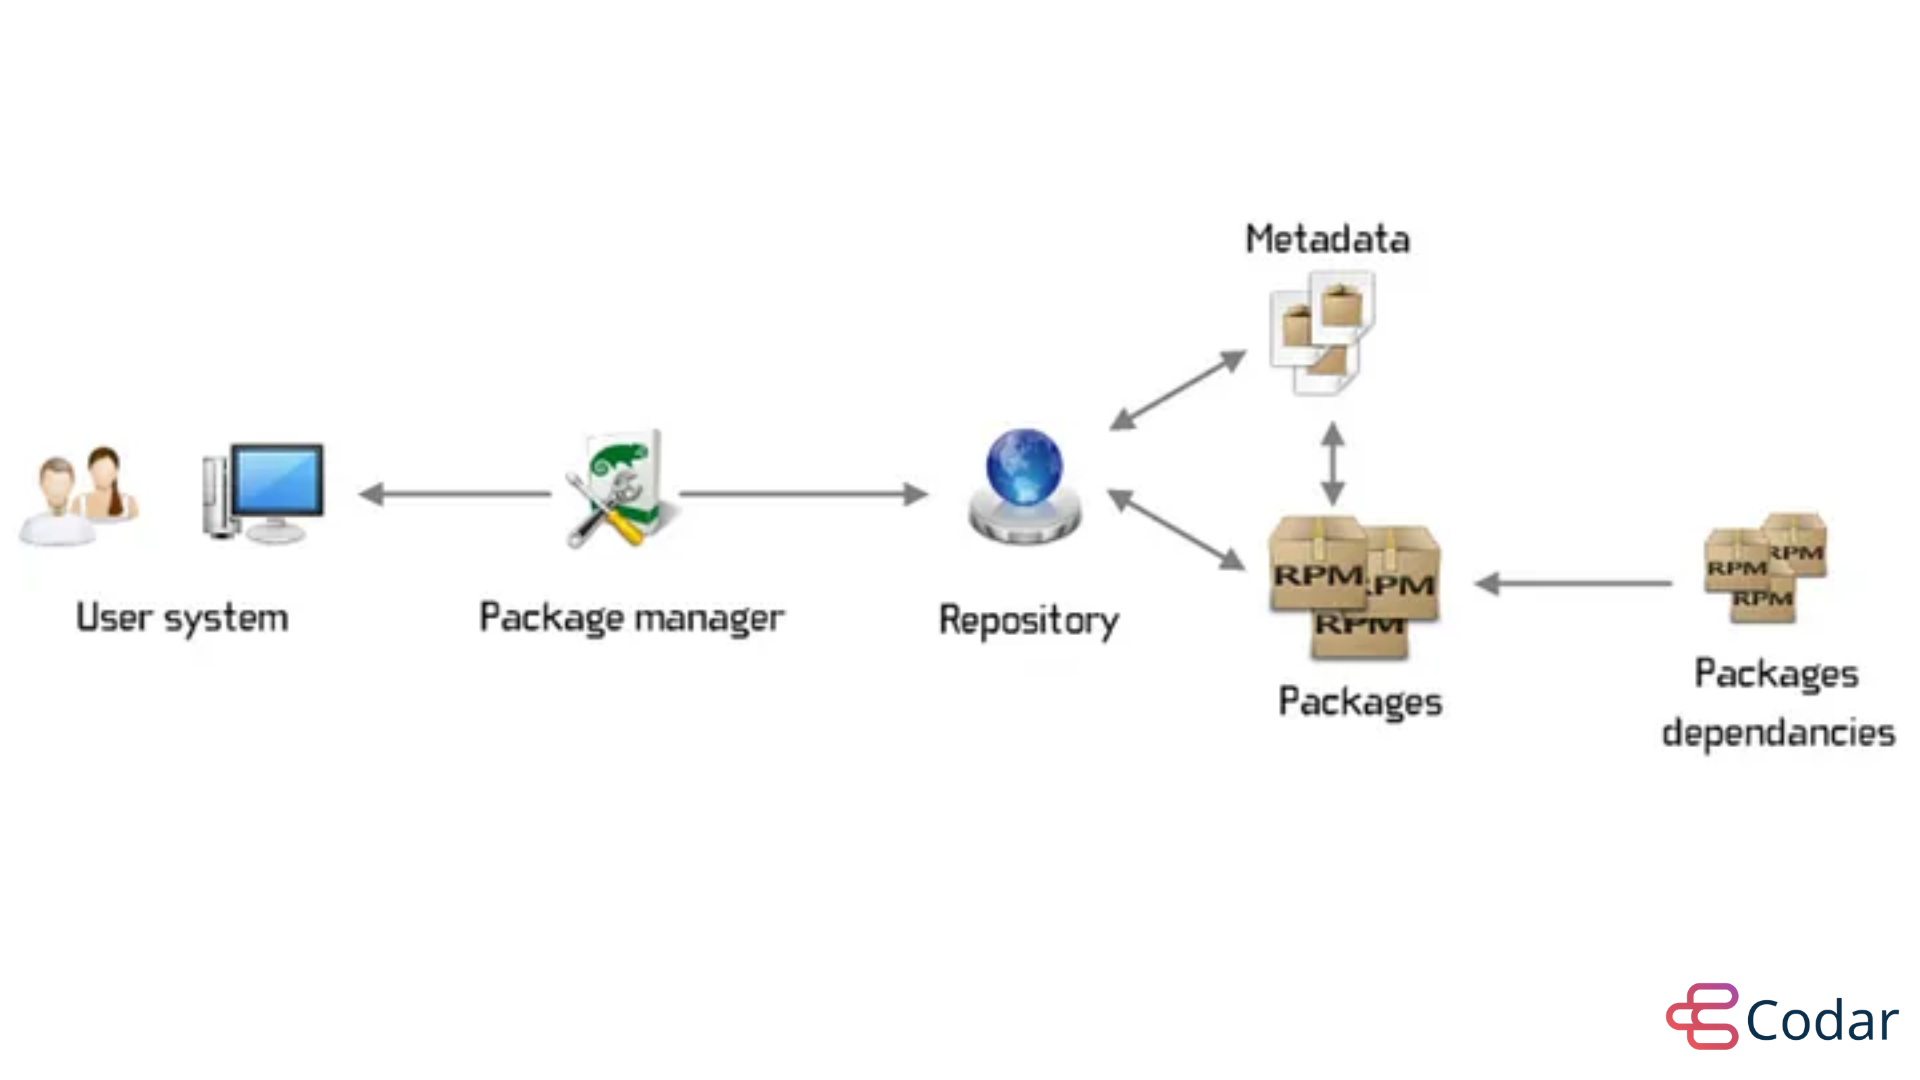 Metadata
User system
Package manager
Repository
RPM
RPM
RPM
Packages
RPM
RPM
RPM
Packages
dependancies
Codar